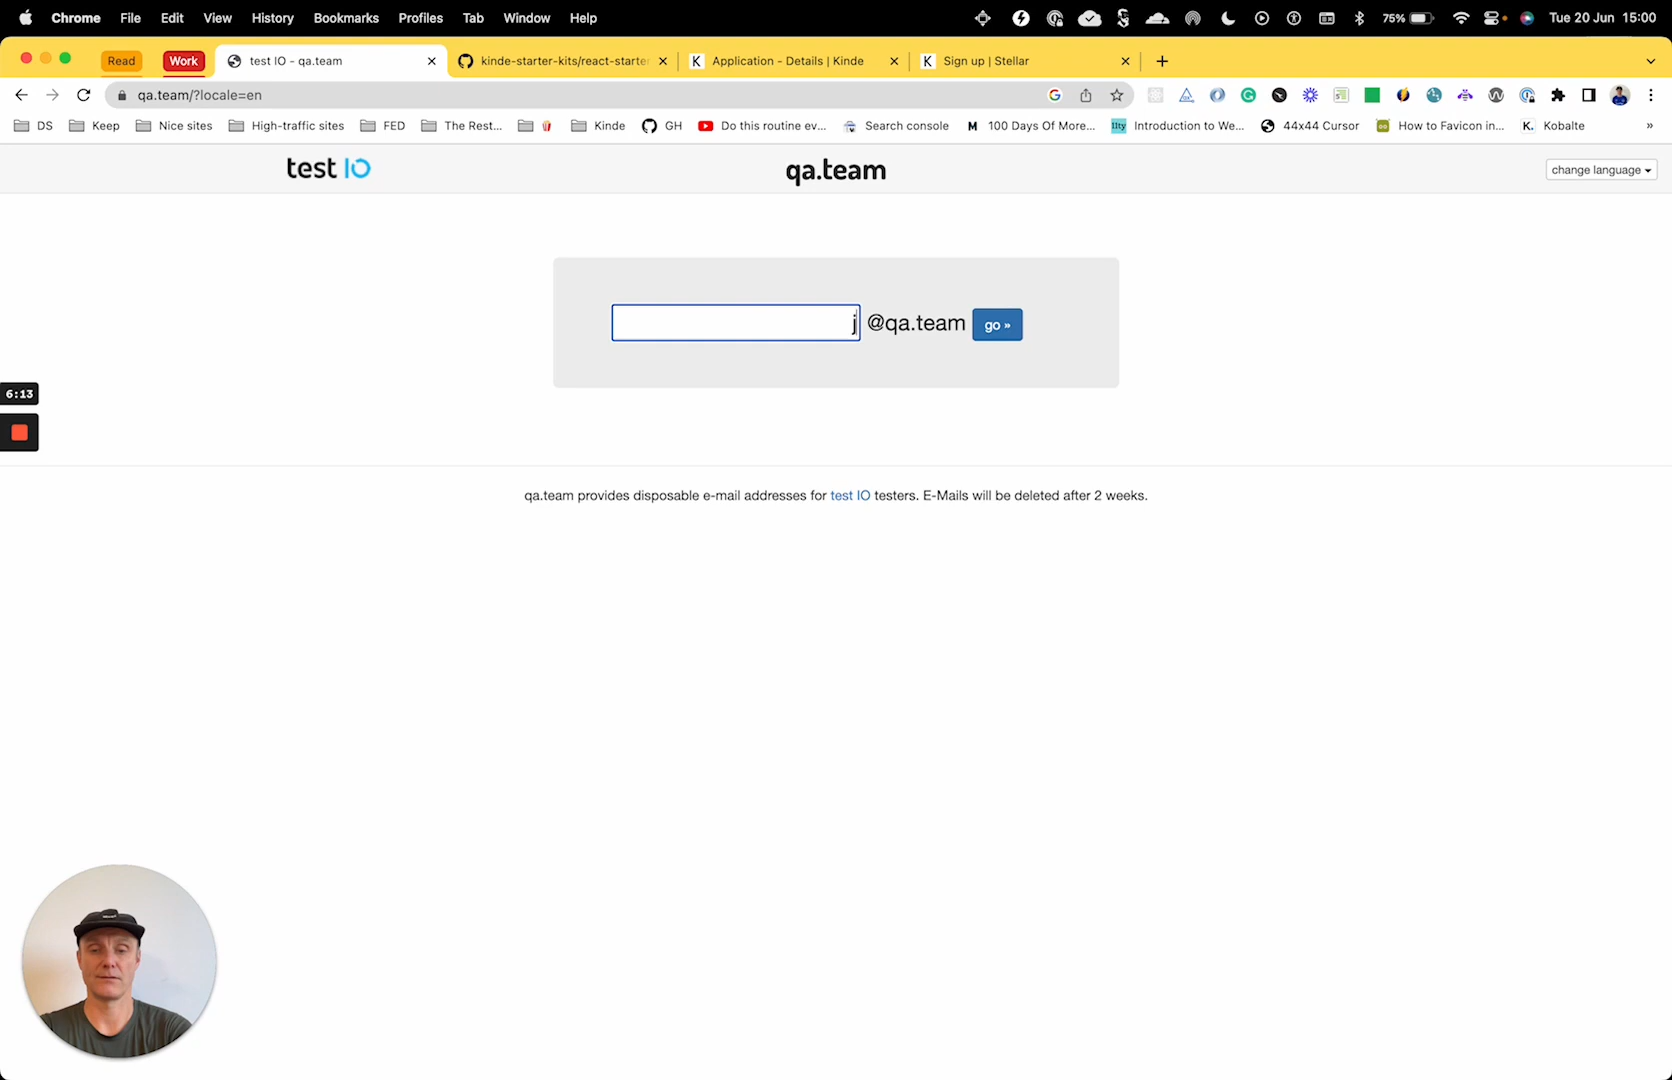 Chrome File Edit View History Bookmarks Profiles Tab Window Help 75% Tue 20 Jun 15:00
Read Work test IO - qa.team kinde-starter-kits/react-starter Application - Details | Kinde Sign up | Stellar
qa.team/?locale=en
DS Keep Nice sites High-traffic sites FED The Rest... Kinde GH Do this routine ev... Search console M 100 Days Of More... 11ty Introduction to We... 44x44 Cursor How to Favicon in... K. Kobalte »
test IO qa.team change language
j @qa.team go »
6:13
qa.team provides disposable e-mail addresses for test IO testers. E-Mails will be deleted after 2 weeks.